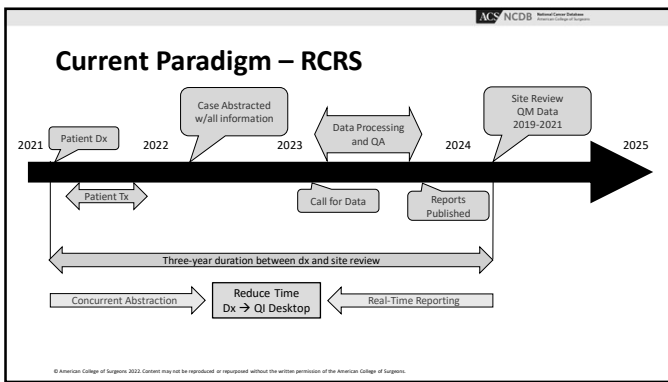 ACS NCDB National Cancer Database
American College of Surgeons
Current Paradigm – RCRS
2021
Patient Dx
2022
Case Abstracted
w/all information
2023
Data Processing
and QA
2024
Site Review
QM Data
2019-2021
2025
Patient Tx
Call for Data
Reports
Published
Three-year duration between dx and site review
Concurrent Abstraction
Reduce Time
Dx → QI Desktop
Real-Time Reporting
© American College of Surgeons 2022. Content may not be reproduced or repurposed without the written permission of the American College of Surgeons.